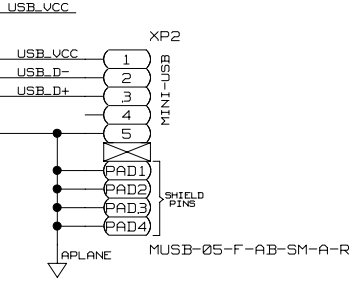 USB_VCC
XP2
USB_VCC
1
USB_D-
2
USB_D+
3
4
5
MINI-USB
PAD1
PAD2
PAD3
PAD4
SHIELD
PINS
MUSB-05-F-AB-SM-A-R
APLANE